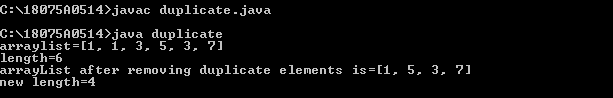 C:\18075A0514>javac duplicate.java
C:\18075A0514>java duplicate
arraylist=[1, 1, 3, 5, 3, 7]
length=6
arrayList after removing duplicate elements is=[1, 5, 3, 7]
new length=4